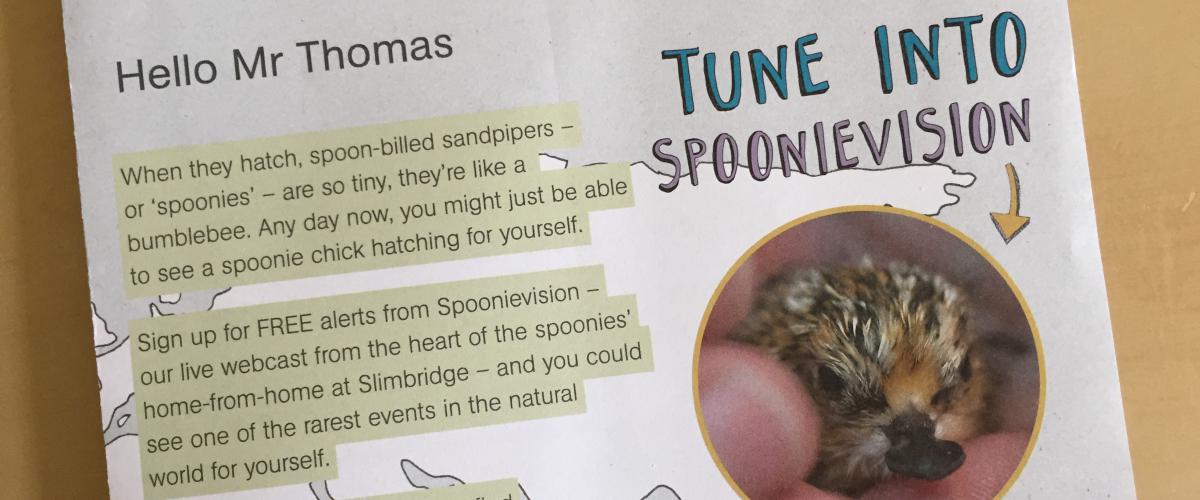 Hello Mr Thomas
TUNE INTO
SPOONIEVISION
When they hatch, spoon-billed sandpipers –
or ‘spoonies’ – are so tiny, they’re like a
bumblebee. Any day now, you might just be able
to see a spoonie chick hatching for yourself.
Sign up for FREE alerts from Spoonievision –
our live webcast from the heart of the spoonies’
home-from-home at Slimbridge – and you could
see one of the rarest events in the natural
world for yourself.